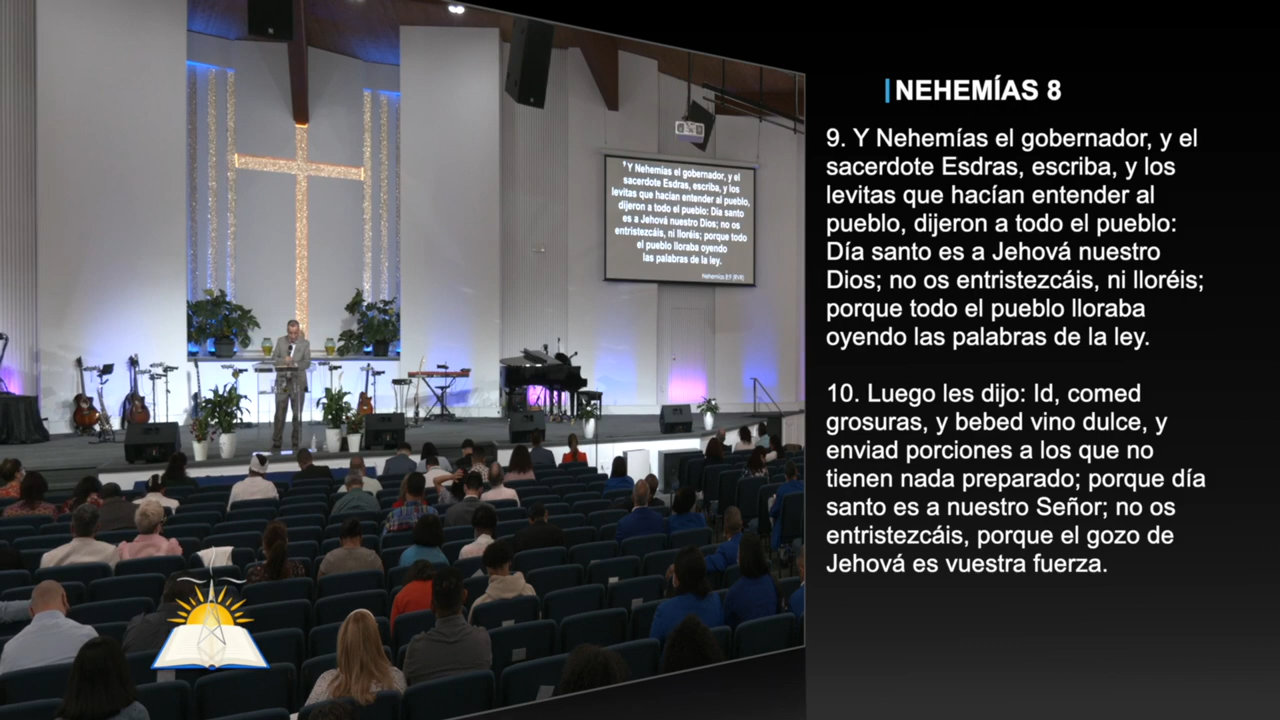 ⁹Y Nehemías el gobernador, y el
sacerdote Esdras, escriba, y los
levitas que hacían entender al pueblo,
dijeron a todo el pueblo: Día santo
es a Jehová nuestro Dios; no os
entristezcáis, ni lloréis; porque todo
el pueblo lloraba oyendo
las palabras de la ley.
Nehemías 8:9 (RVR)
NEHEMÍAS 8
9. Y Nehemías el gobernador, y el
sacerdote Esdras, escriba, y los
levitas que hacían entender al
pueblo, dijeron a todo el pueblo:
Día santo es a Jehová nuestro
Dios; no os entristezcáis, ni lloréis;
porque todo el pueblo lloraba
oyendo las palabras de la ley.
10. Luego les dijo: Id, comed
grosuras, y bebed vino dulce, y
enviad porciones a los que no
tienen nada preparado; porque día
santo es a nuestro Señor; no os
entristezcáis, porque el gozo de
Jehová es vuestra fuerza.